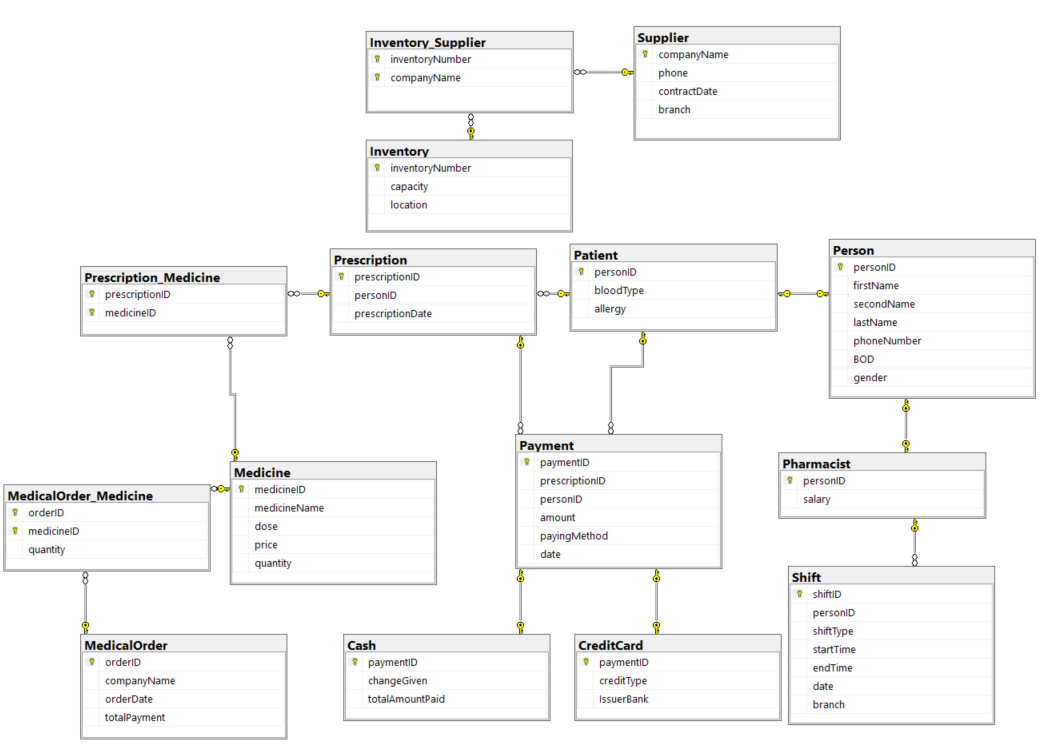 Inventory_Supplier
inventoryNumber
companyName
Supplier
companyName
phone
contractDate
branch
Inventory
inventoryNumber
capacity
location
Prescription_Medicine
prescriptionID
medicineID
Prescription
prescriptionID
personID
prescriptionDate
Patient
personID
bloodType
allergy
Person
personID
firstName
secondName
lastName
phoneNumber
BOD
gender
MedicalOrder_Medicine
orderID
medicineID
quantity
Medicine
medicineID
medicineName
dose
price
quantity
Payment
paymentID
prescriptionID
personID
amount
payingMethod
date
Pharmacist
personID
salary
MedicalOrder
orderID
companyName
orderDate
totalPayment
Cash
paymentID
changeGiven
totalAmountPaid
CreditCard
paymentID
creditType
IssuerBank
Shift
shiftID
personID
shiftType
startTime
endTime
date
branch